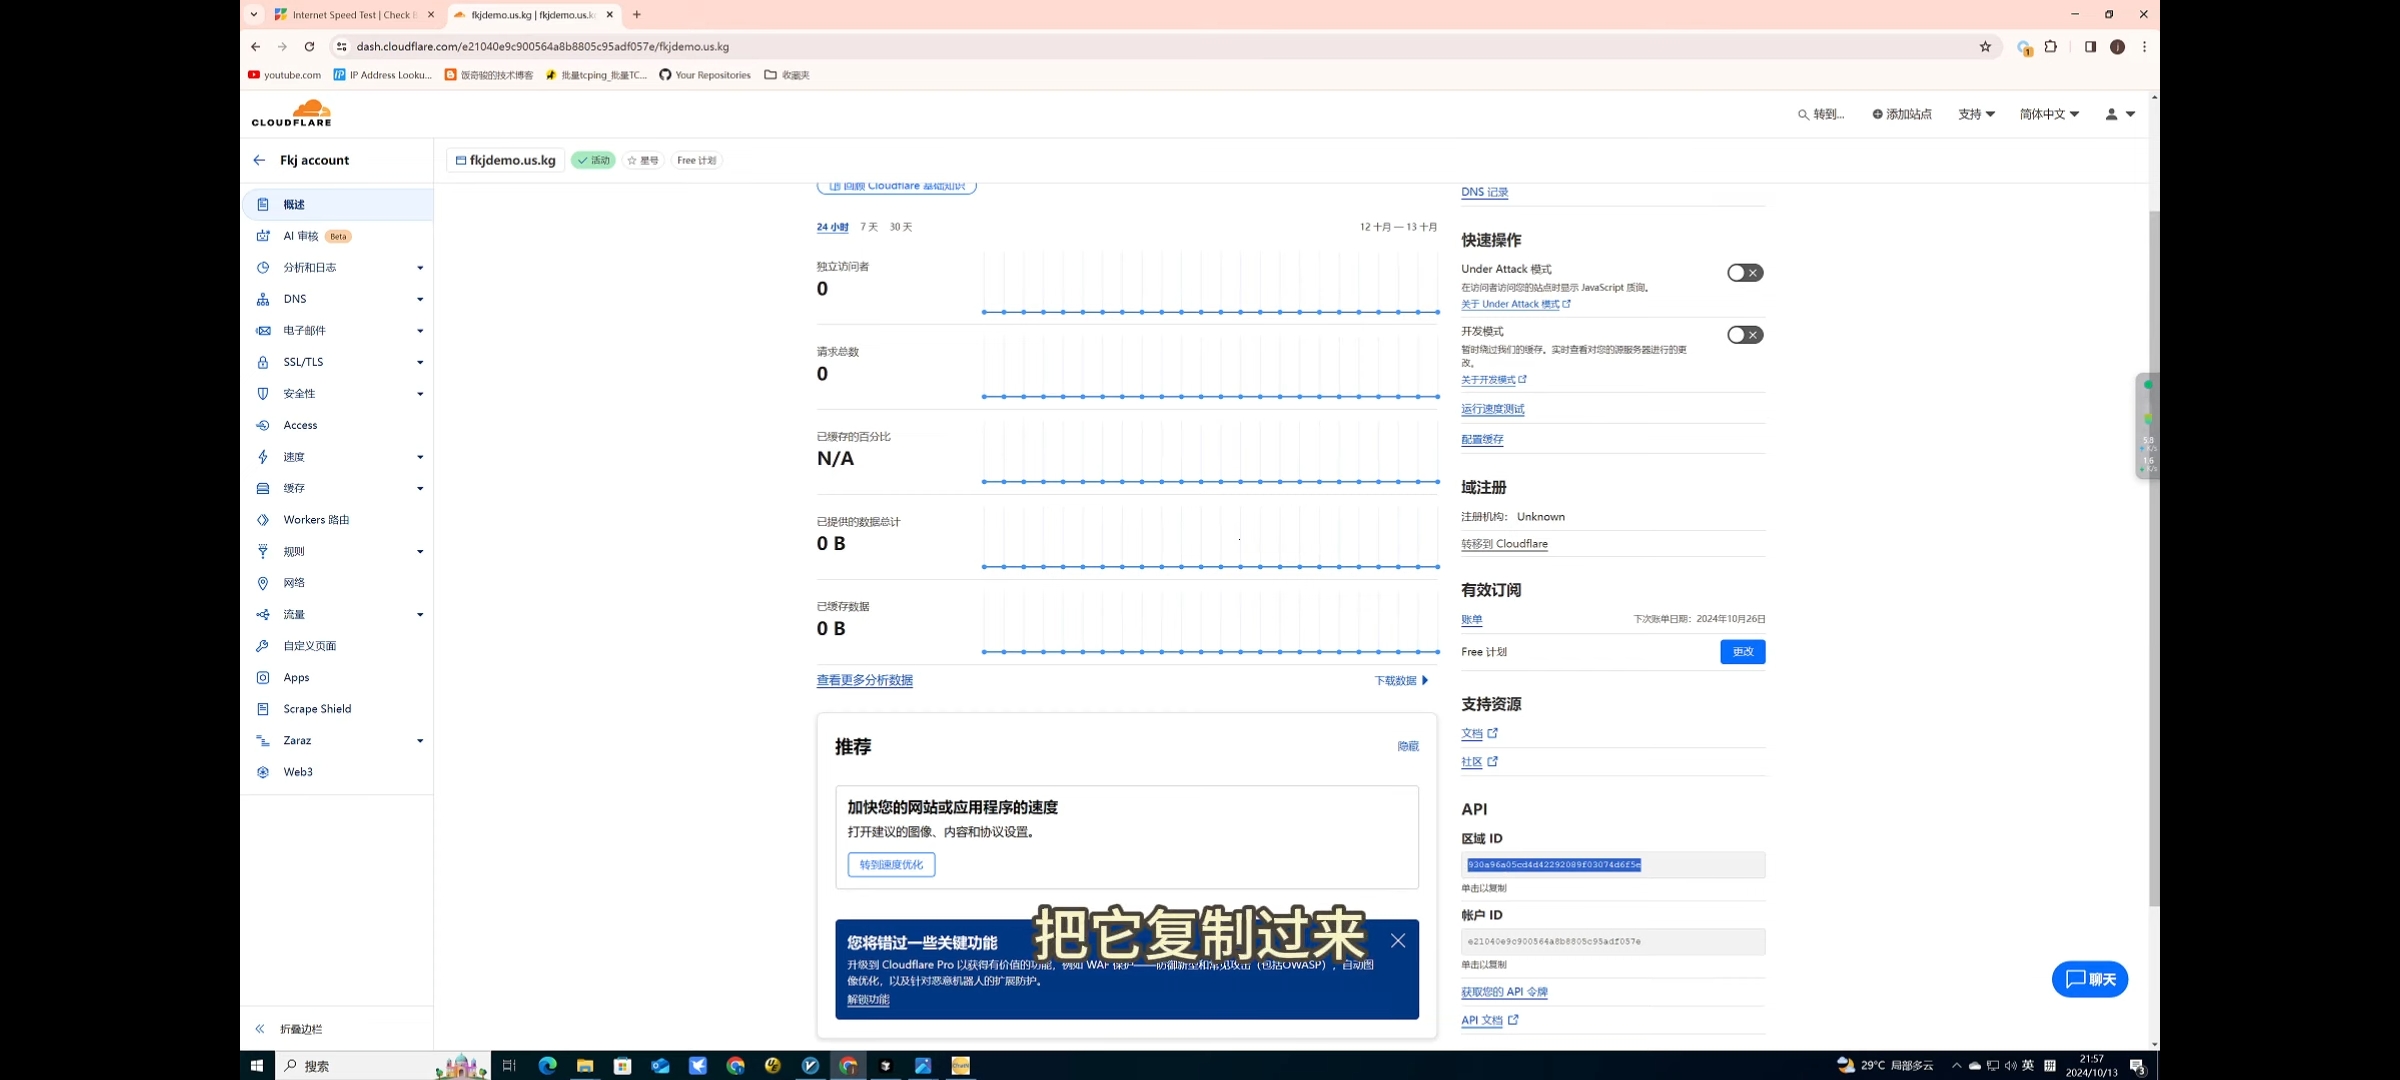 Internet Speed Test | Check B
fkjdemo.us.kg | fkjdemo.us.k
dash.cloudflare.com/e21040e9c900564a8b8805c95adf057e/fkjdemo.us.kg
youtube.com
IP Address Looku...
饭奇骏的技术博客
批量tcping_批量TC...
Your Repositories
收藏夹
CLOUDFLARE
转到...
添加站点
支持
简体中文
Fkj account
fkjdemo.us.kg
活动
星号
Free 计划
概述
AI 审核 Beta
分析和日志
DNS
电子邮件
SSL/TLS
安全性
Access
速度
缓存
Workers 路由
规则
网络
流量
自定义页面
Apps
Scrape Shield
Zaraz
Web3
折叠边栏
回顾 Cloudflare 基础知识
24 小时 7 天 30 天
12 十月 — 13 十月
独立访问者
0
请求总数
0
已缓存的百分比
N/A
已提供的数据总计
0 B
已缓存数据
0 B
查看更多分析数据
下载数据
推荐
隐藏
加快您的网站或应用程序的速度
打开建议的图像、内容和协议设置。
转到速度优化
您将错过一些关键功能
升级到 Cloudflare Pro 以获得有价值的功能，例如 WAF 保护——防御新型和常见攻击（包括OWASP），自动图
像优化，以及针对恶意机器人的扩展防护。
解锁功能
把它复制过来
DNS 记录
快速操作
Under Attack 模式
在访问者访问您的站点时显示 JavaScript 质询。
关于 Under Attack 模式
开发模式
暂时绕过我们的缓存。实时查看对您的源服务器进行的更
改。
关于开发模式
运行速度测试
配置缓存
域注册
注册机构： Unknown
转移到 Cloudflare
有效订阅
账单
下次账单日期：2024年10月26日
Free 计划
更改
支持资源
文档
社区
API
区域 ID
930a96a05cd4d42292089f03074d6f5e
单击以复制
帐户 ID
e21040e9c900564a8b8805c95adf057e
单击以复制
获取您的 API 令牌
API 文档
聊天
5.8
K/s
1.6
K/s
搜索
29°C 局部多云
英
21:57
2024/10/13
3